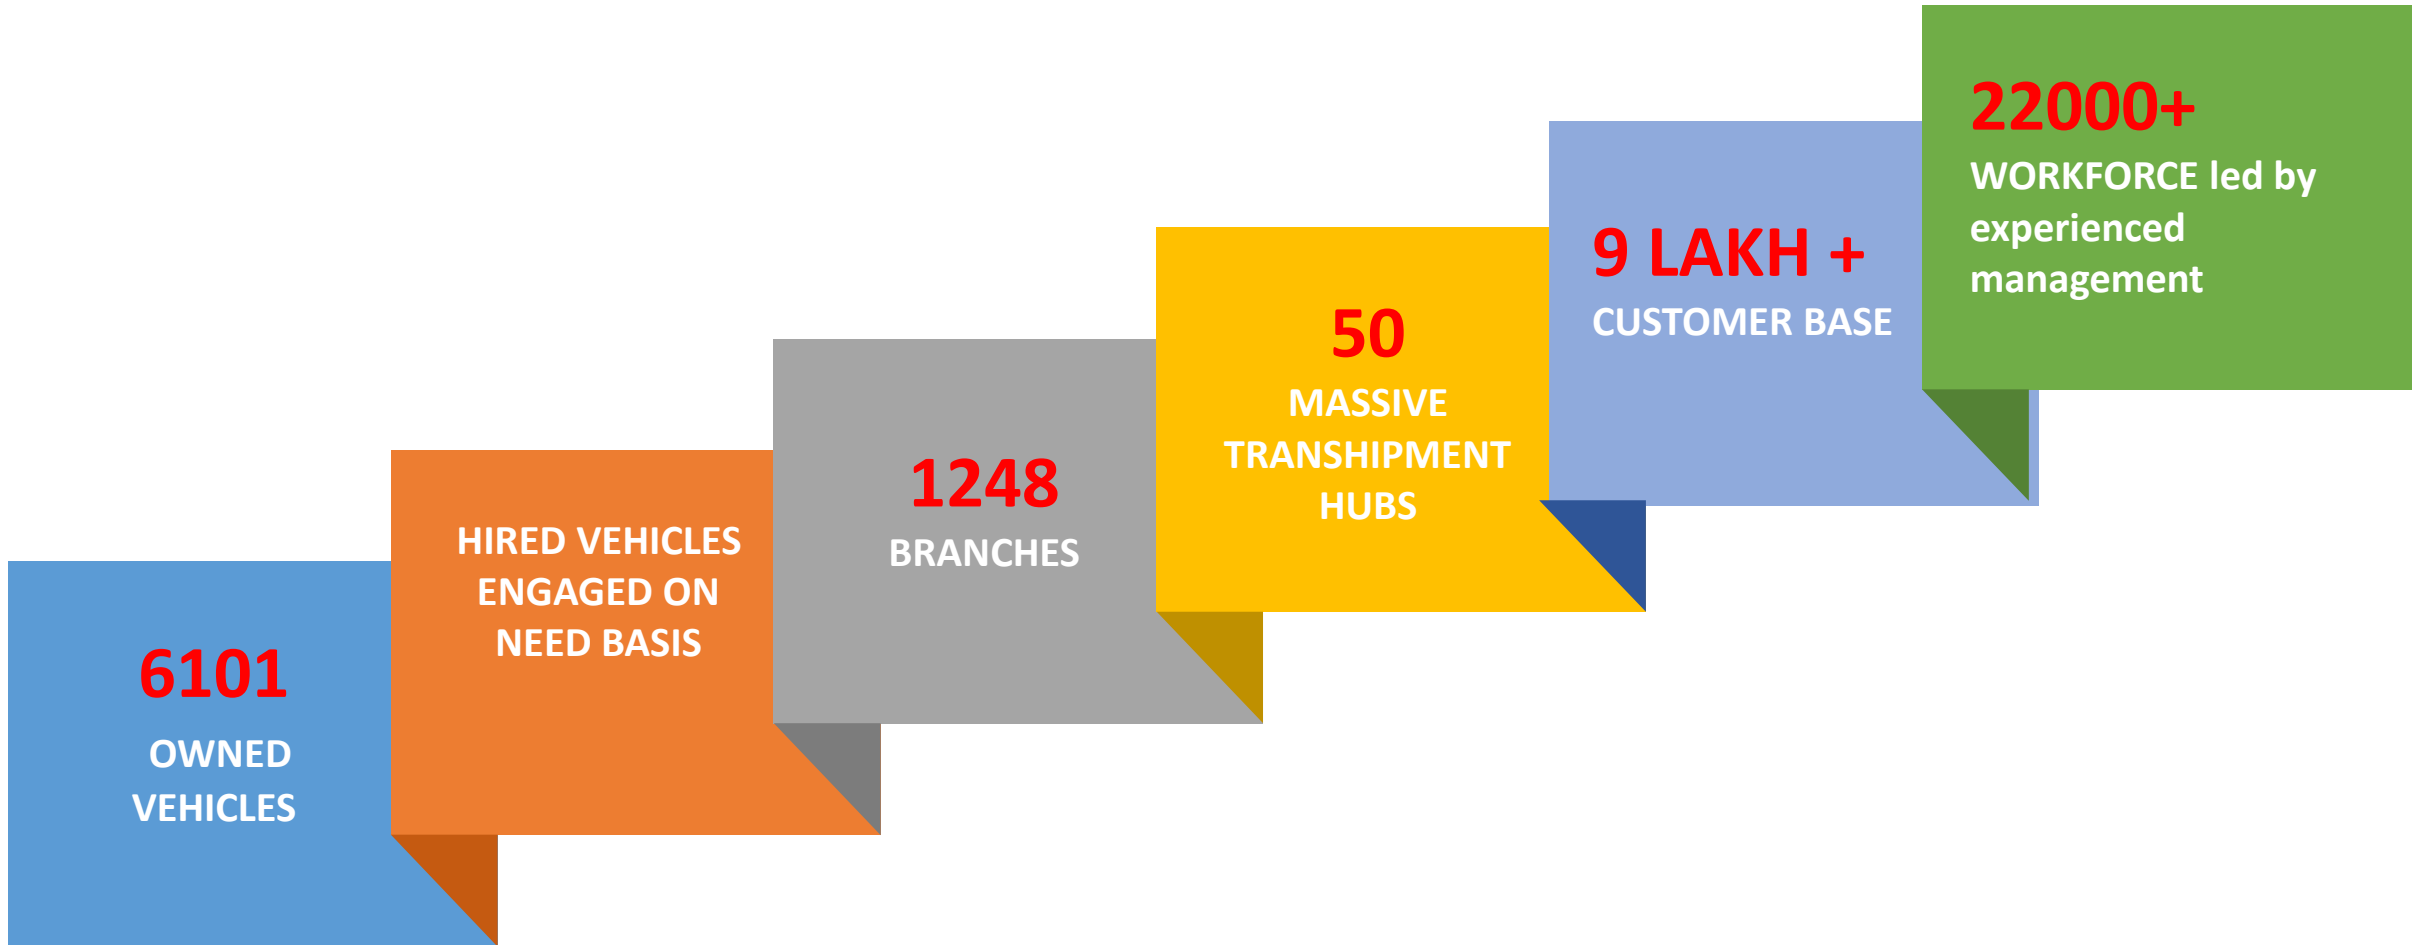 6101
OWNED
VEHICLES
HIRED VEHICLES
ENGAGED ON
NEED BASIS
1248
BRANCHES
50
MASSIVE
TRANSHIPMENT
HUBS
9 LAKH +
CUSTOMER BASE
22000+
WORKFORCE led by
experienced
management